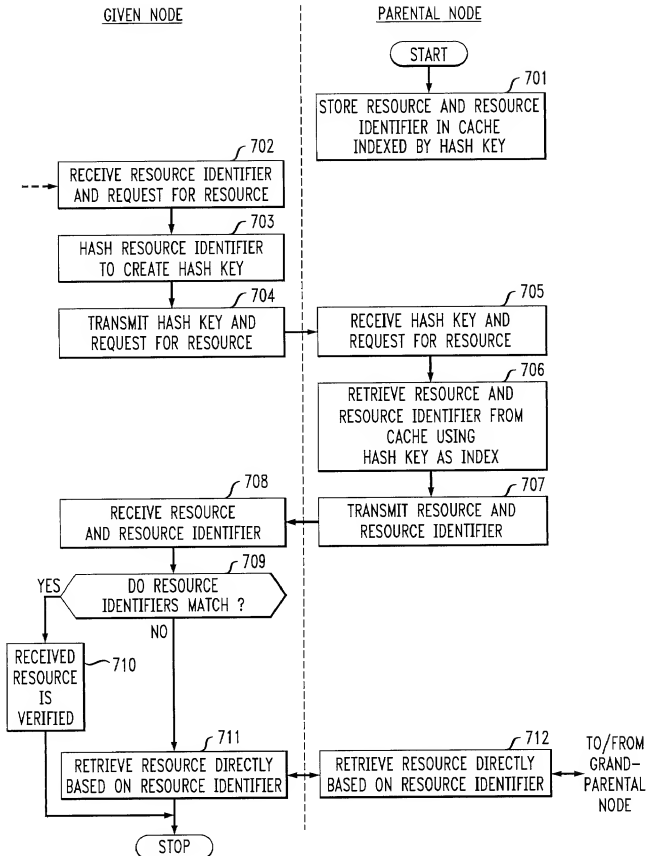 GIVEN NODE
PARENTAL NODE
START
701
STORE RESOURCE AND RESOURCE
IDENTIFIER IN CACHE
INDEXED BY HASH KEY
702
RECEIVE RESOURCE IDENTIFIER
AND REQUEST FOR RESOURCE
703
HASH RESOURCE IDENTIFIER
TO CREATE HASH KEY
704
TRANSMIT HASH KEY AND
REQUEST FOR RESOURCE
705
RECEIVE HASH KEY AND
REQUEST FOR RESOURCE
706
RETRIEVE RESOURCE AND
RESOURCE IDENTIFIER FROM
CACHE USING
HASH KEY AS INDEX
707
TRANSMIT RESOURCE AND
RESOURCE IDENTIFIER
708
RECEIVE RESOURCE
AND RESOURCE IDENTIFIER
709
DO RESOURCE
IDENTIFIERS MATCH ?
YES
NO
710
RECEIVED
RESOURCE
IS
VERIFIED
711
RETRIEVE RESOURCE DIRECTLY
BASED ON RESOURCE IDENTIFIER
712
RETRIEVE RESOURCE DIRECTLY
BASED ON RESOURCE IDENTIFIER
TO/FROM
GRAND-
PARENTAL
NODE
STOP